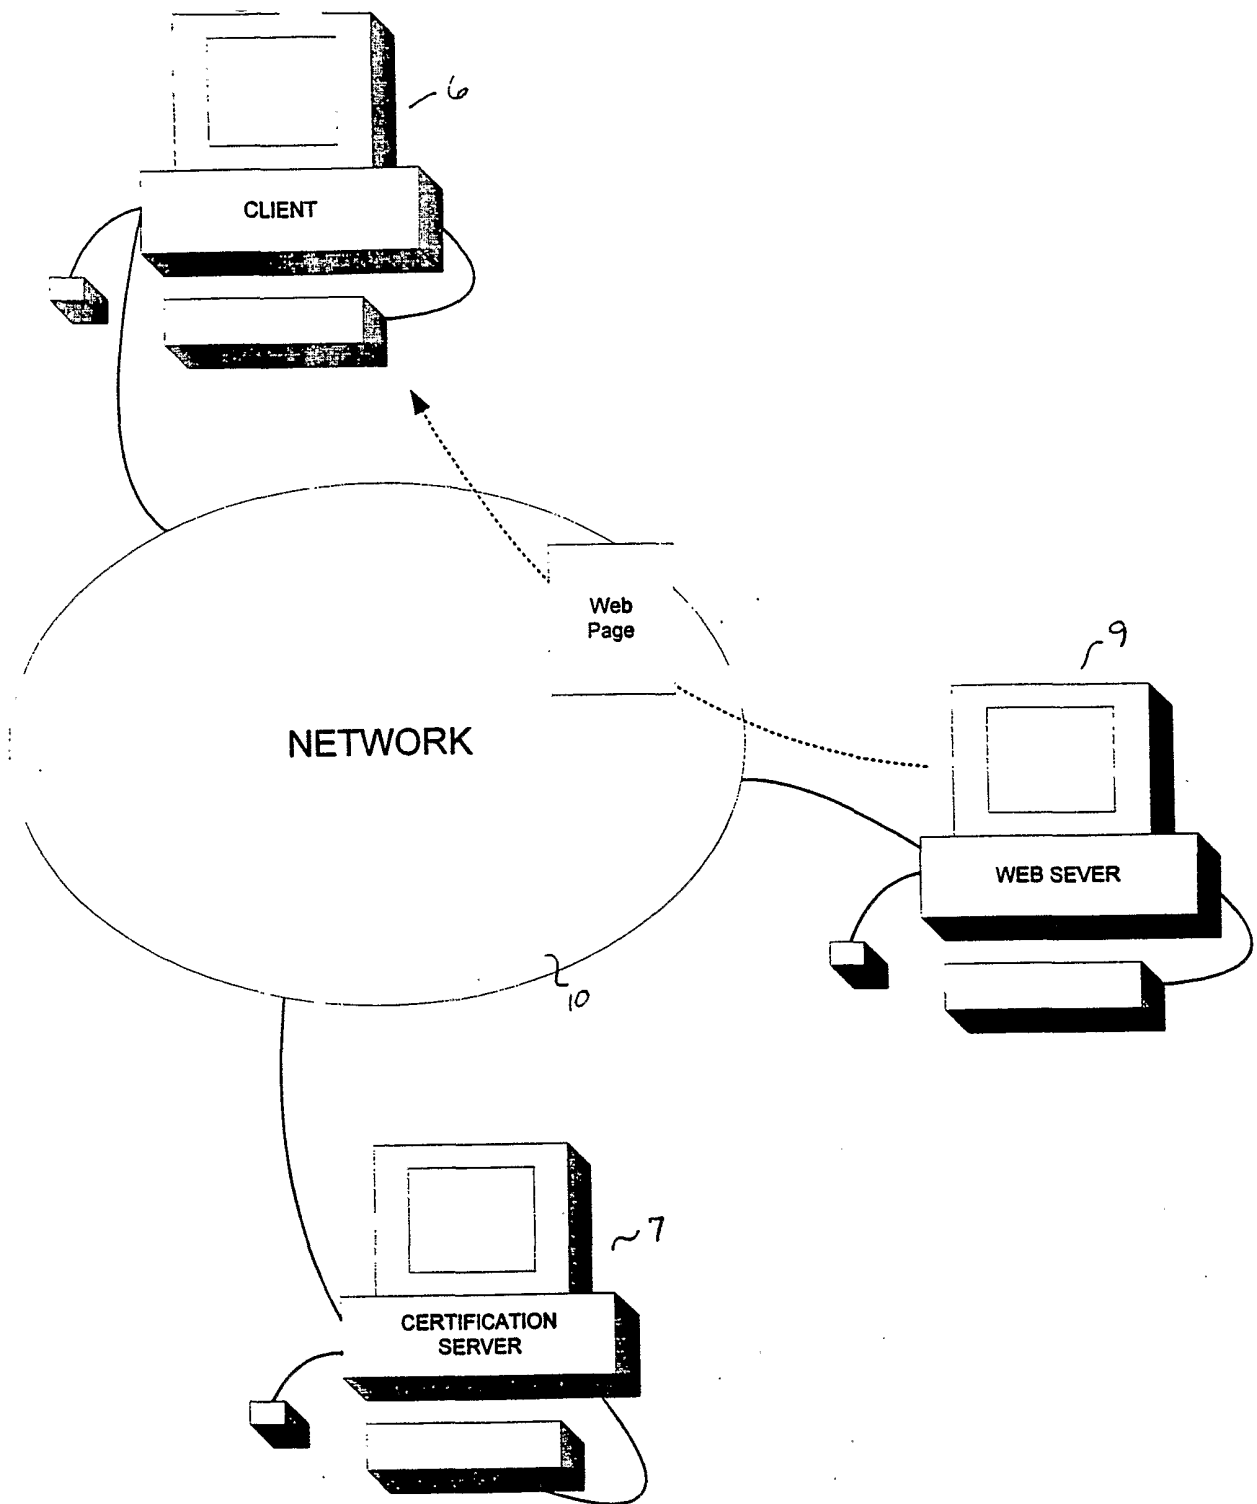 6
CLIENT
Web
Page
9
NETWORK
WEB SEVER
10
7
CERTIFICATION
SERVER